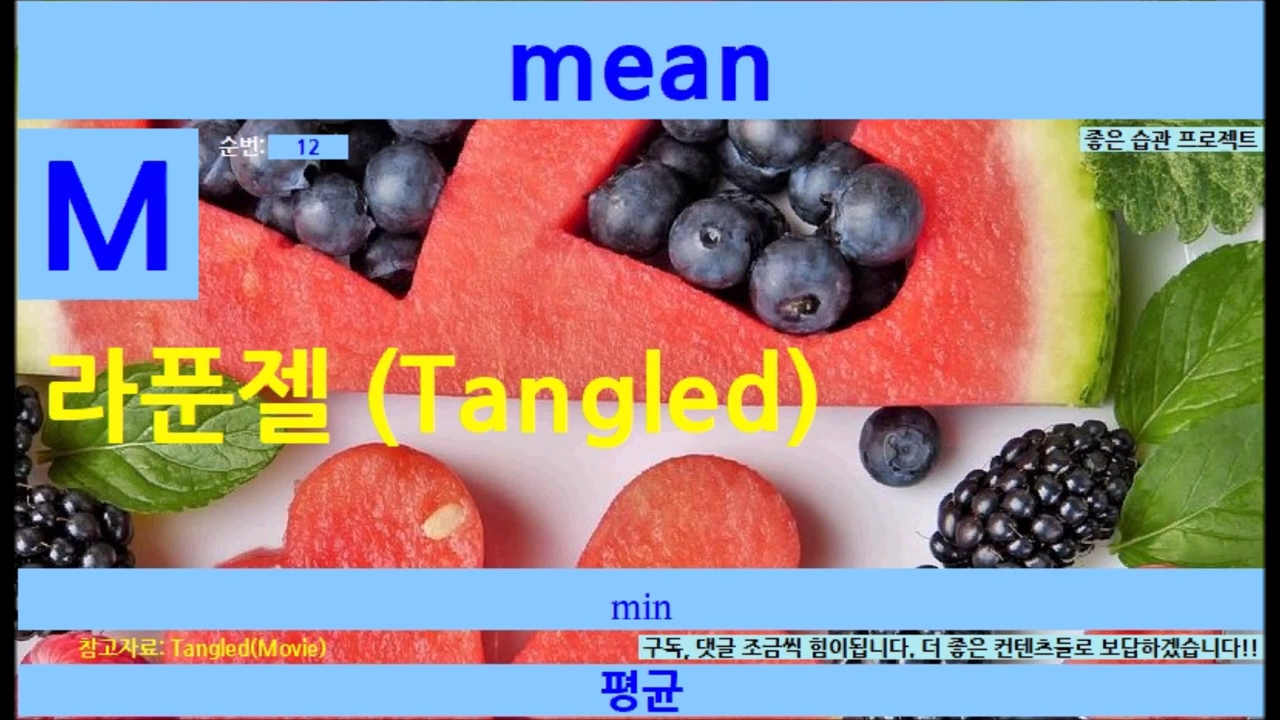 mean
순번: 12
좋은 습관 프로젝트
M
라푼젤 (Tangled)
min
참고자료: Tangled(Movie)
구독, 댓글 조금씩 힘이됩니다. 더 좋은 컨텐츠들로 보답하겠습니다!!
평균